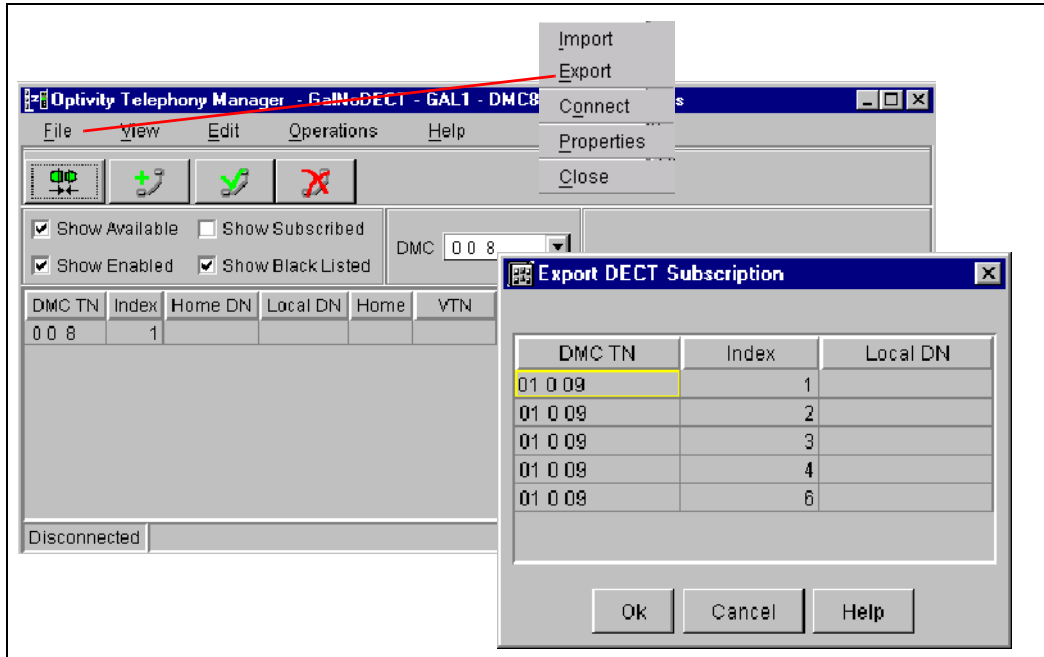 Import
Export
Connect
Properties
Close
Optivity Telephony Manager - GalNoDECT - GAL1 - DMC8 s
File View Edit Operations Help
Show Available Show Subscribed
Show Enabled Show Black Listed
DMC 0 0 8
DMC TN Index Home DN Local DN Home VTN
0 0 8 1
Disconnected
Export DECT Subscription
DMC TN Index Local DN
01 0 09 1
01 0 09 2
01 0 09 3
01 0 09 4
01 0 09 6
Ok Cancel Help